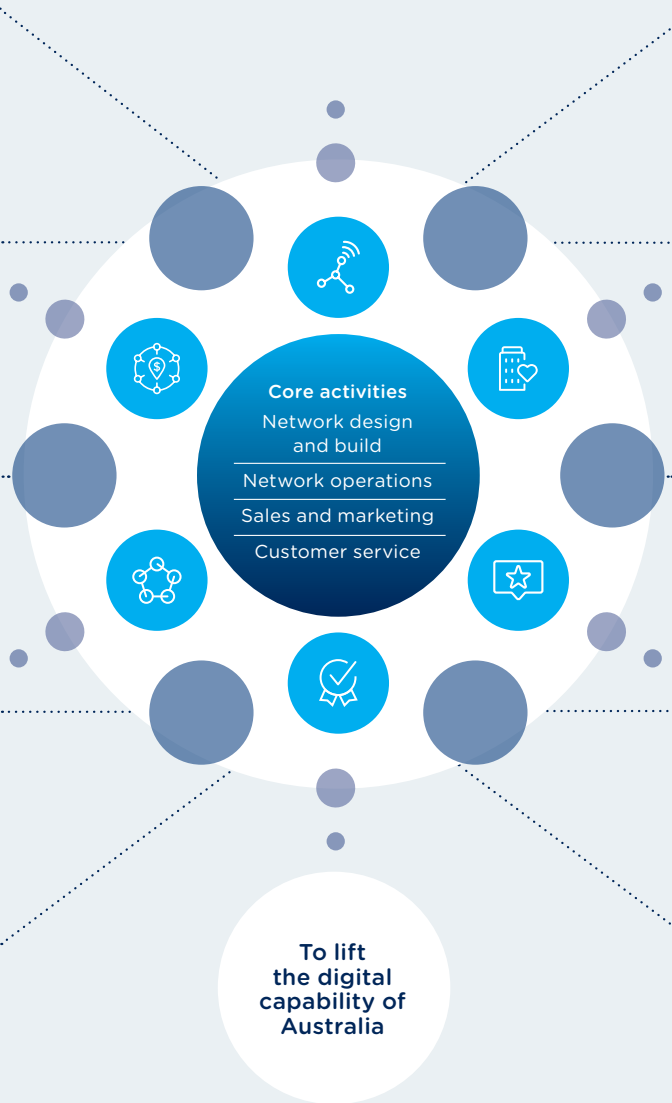 Core activities
Network design
and build
Network operations
Sales and marketing
Customer service
$
To lift
the digital
capability of
Australia